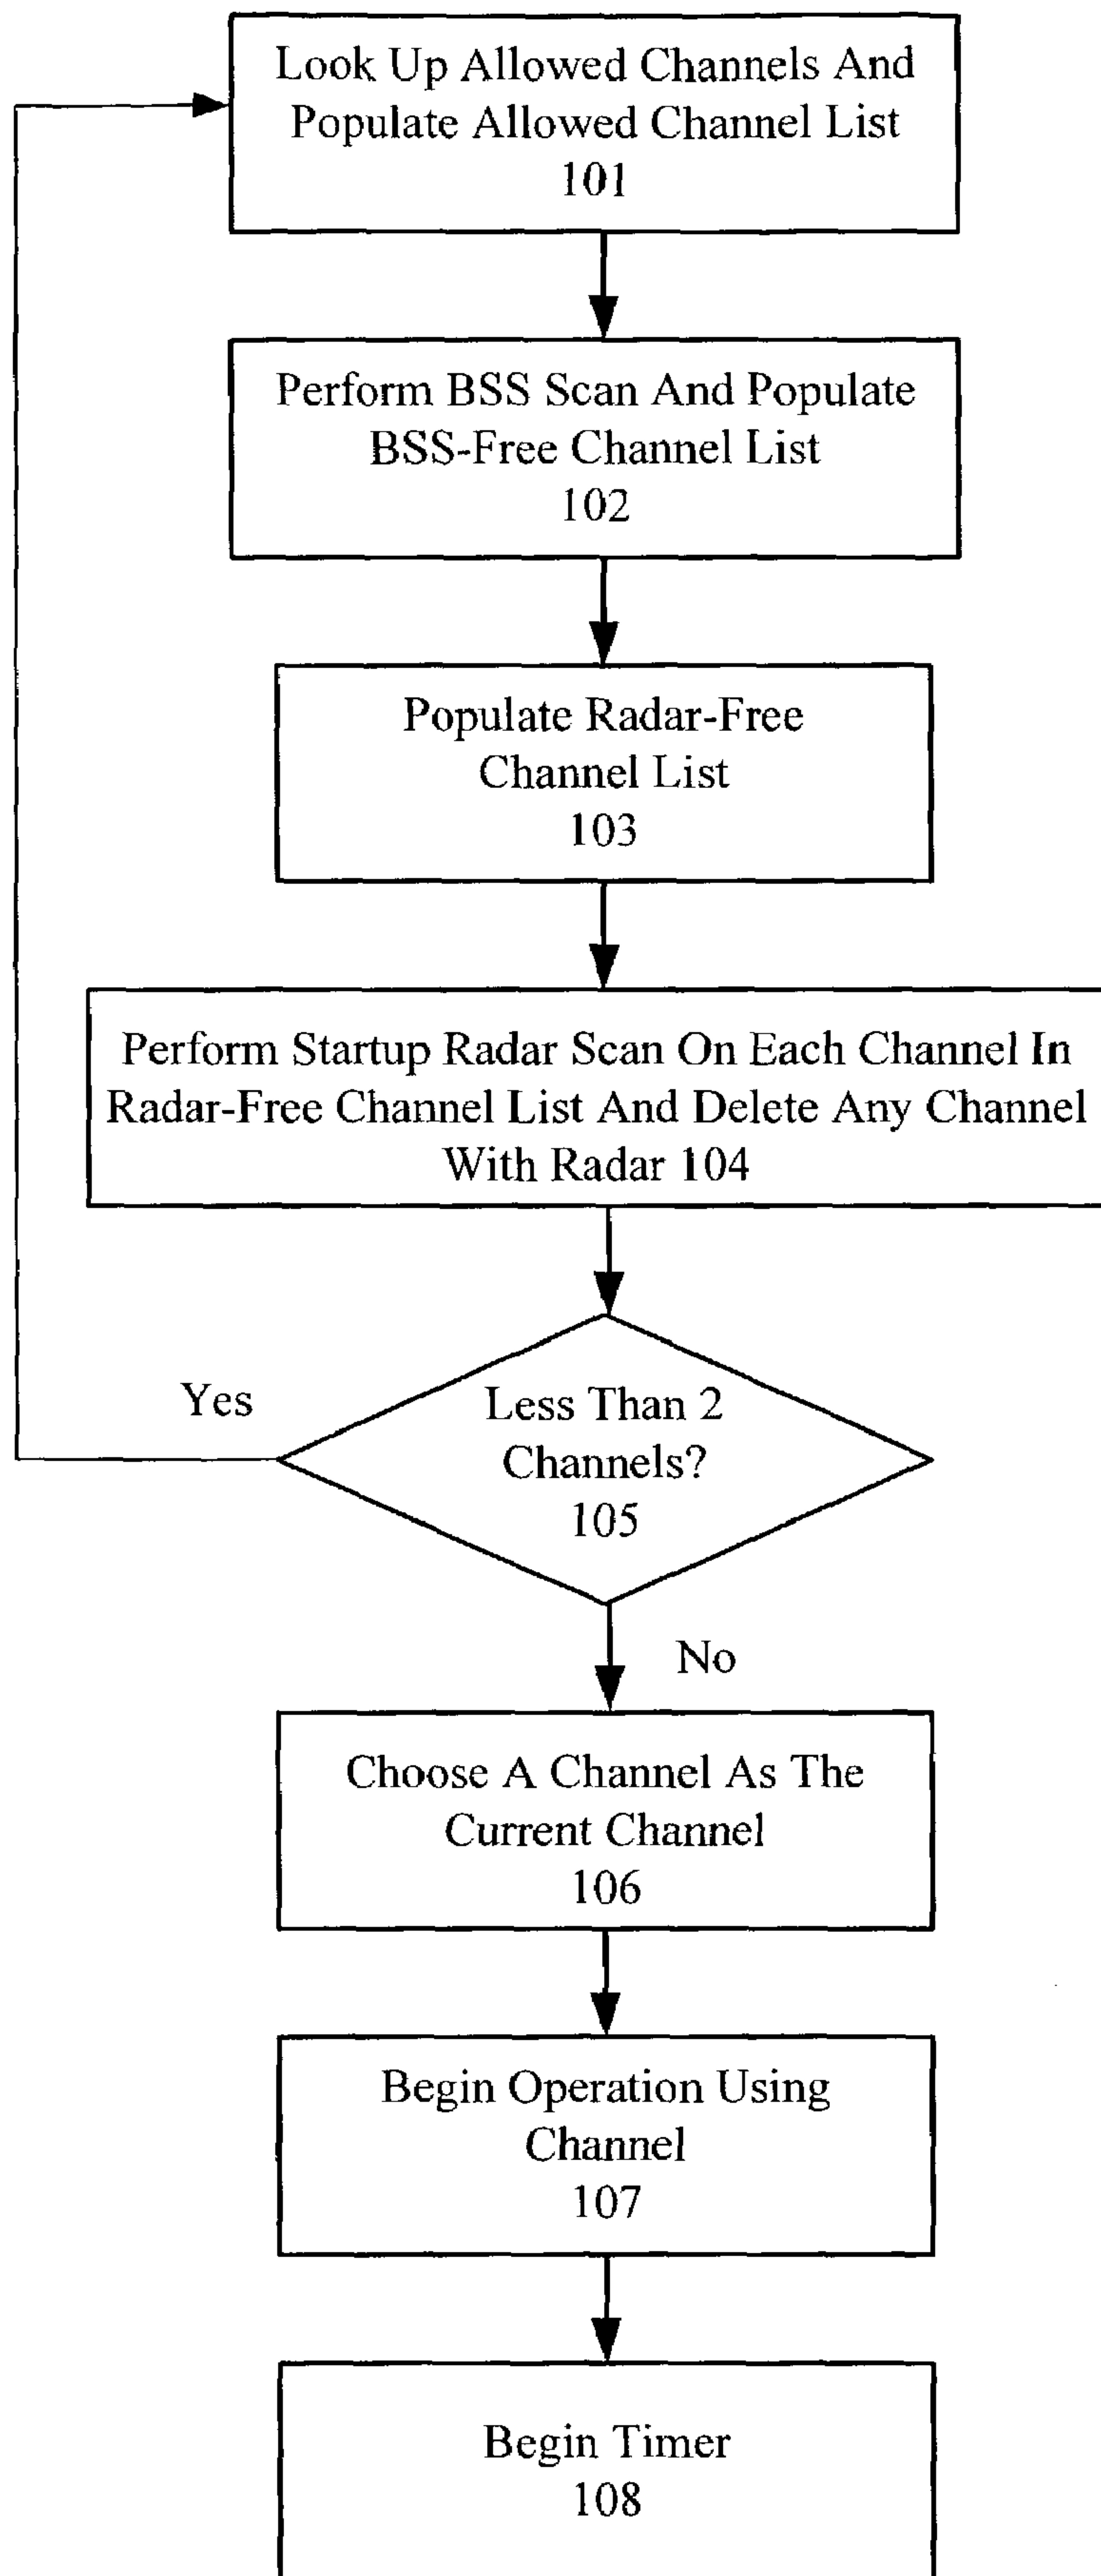 Look Up Allowed Channels And
Populate Allowed Channel List
101
Perform BSS Scan And Populate
BSS-Free Channel List
102
Populate Radar-Free
Channel List
103
Perform Startup Radar Scan On Each Channel In
Radar-Free Channel List And Delete Any Channel
With Radar 104
Yes
Less Than 2
Channels?
105
No
Choose A Channel As The
Current Channel
106
Begin Operation Using
Channel
107
Begin Timer
108